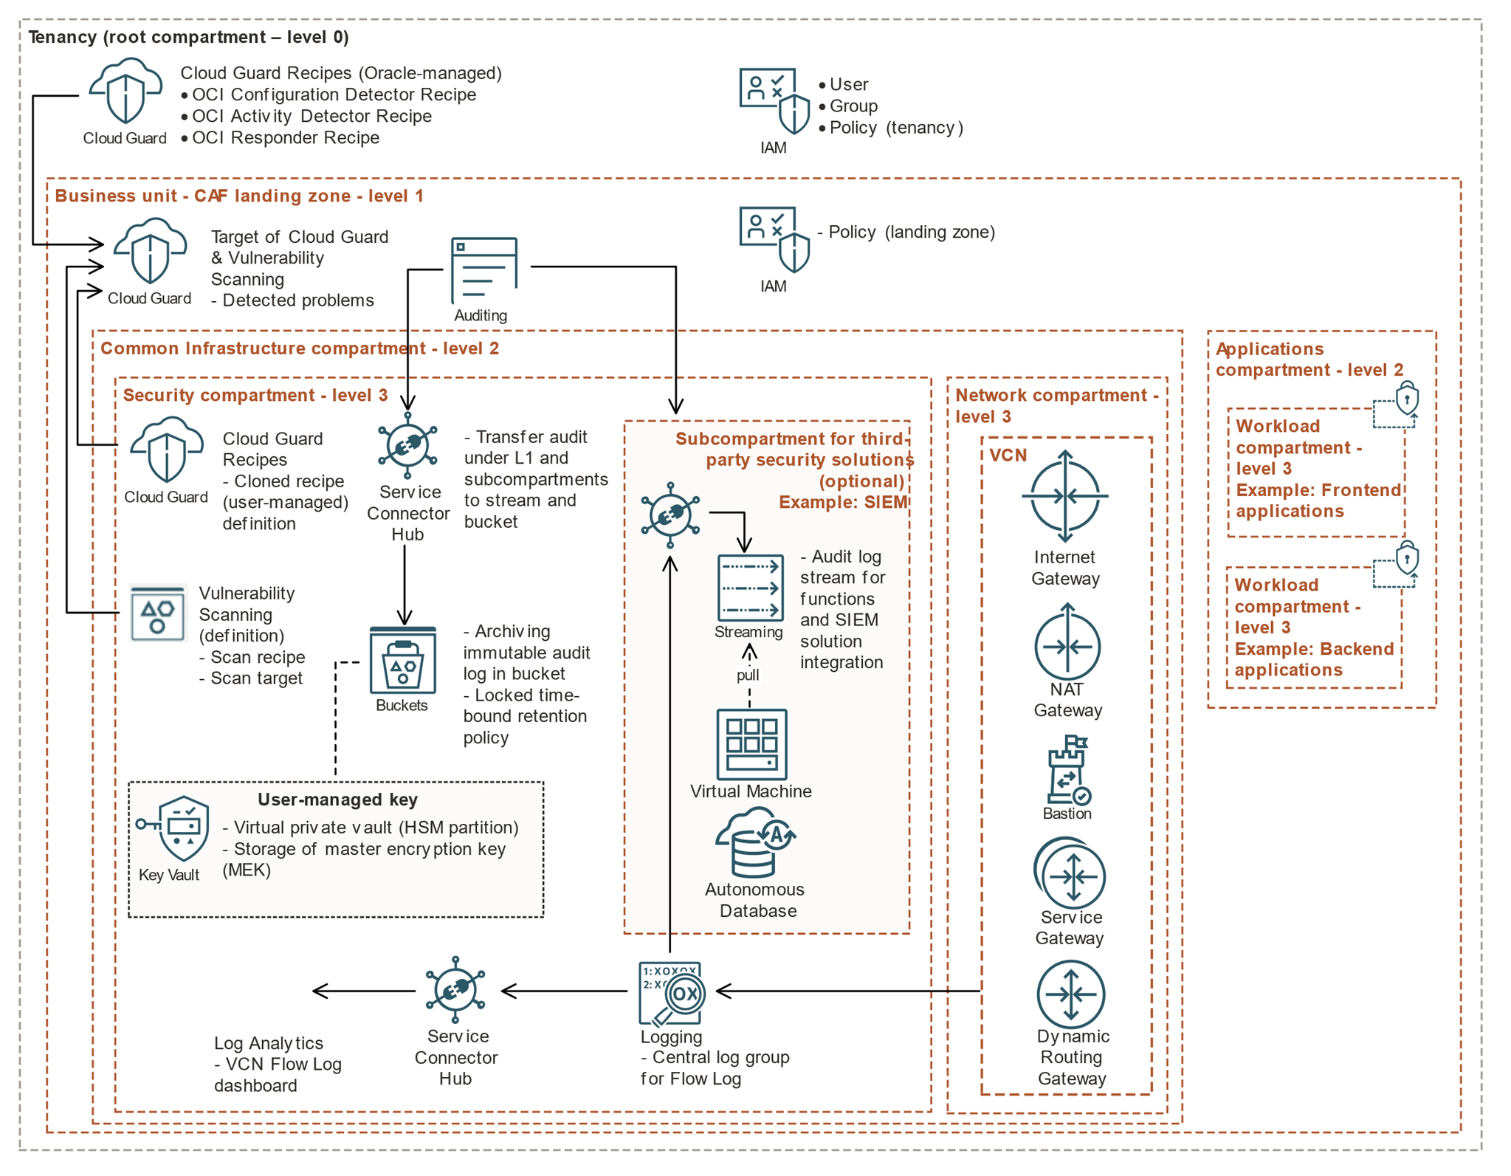 Tenancy (root compartment – level 0)
Cloud Guard
Cloud Guard Recipes (Oracle-managed)
• OCI Configuration Detector Recipe
• OCI Activity Detector Recipe
• OCI Responder Recipe
IAM
• User
• Group
• Policy (tenancy)
Business unit - CAF landing zone - level 1
Cloud Guard
Target of Cloud Guard
& Vulnerability
Scanning
- Detected problems
Auditing
IAM
- Policy (landing zone)
Common Infrastructure compartment - level 2
Security compartment - level 3
Cloud Guard
Cloud Guard
Recipes
- Cloned recipe
(user-managed)
definition
Service
Connector
Hub
- Transfer audit
under L1 and
subcompartments
to stream and
bucket
Vulnerability
Scanning
(definition)
- Scan recipe
- Scan target
Buckets
- Archiving
immutable audit
log in bucket
- Locked time-
bound retention
policy
User-managed key
Key Vault
- Virtual private vault (HSM partition)
- Storage of master encryption key
(MEK)
Subcompartment for third-
party security solutions
(optional)
Example: SIEM
Streaming
- Audit log
stream for
functions
and SIEM
solution
integration
pull
Virtual Machine
A
Autonomous
Database
Log Analytics
- VCN Flow Log
dashboard
Service
Connector
Hub
1: XOXOX
2: XO
OX
Logging
- Central log group
for Flow Log
Network compartment -
level 3
VCN
Internet
Gateway
NAT
Gateway
Bastion
Service
Gateway
Dynamic
Routing
Gateway
Applications
compartment - level 2
Workload
compartment -
level 3
Example: Frontend
applications
Workload
compartment -
level 3
Example: Backend
applications